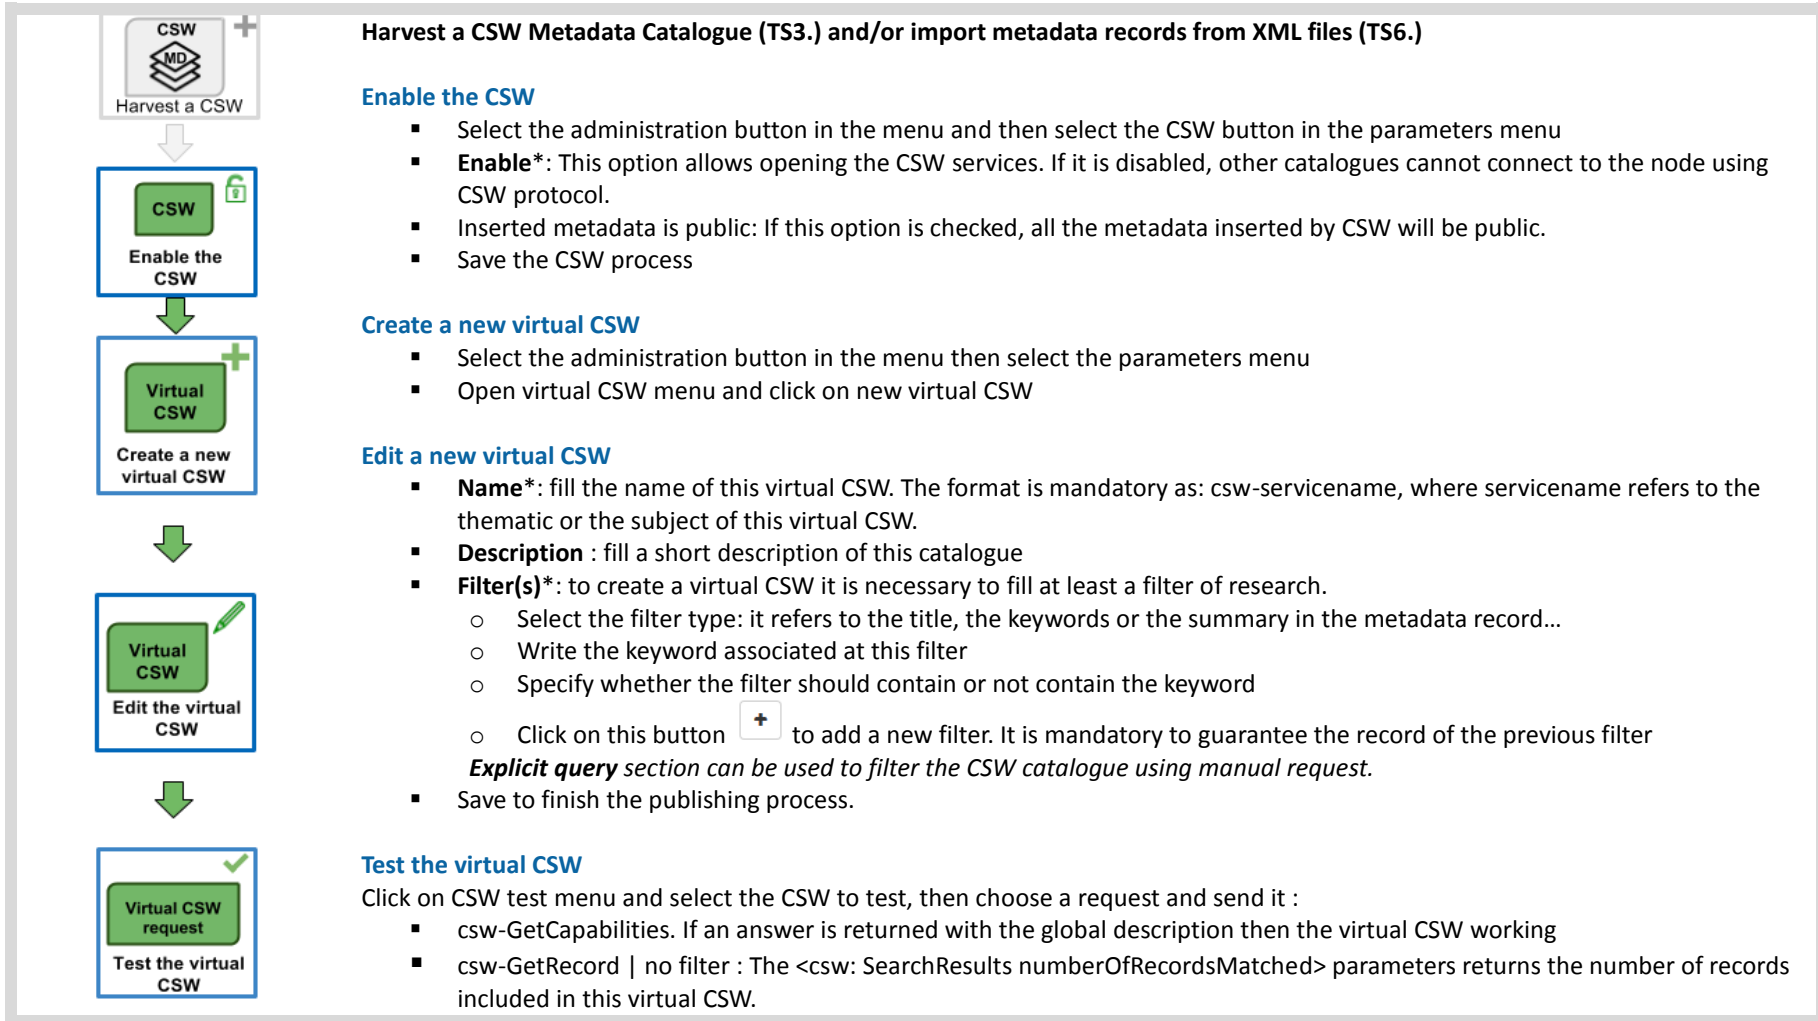 CSW
MD
Harvest a CSW
Harvest a CSW Metadata Catalogue (TS3.) and/or import metadata records from XML files (TS6.)
CSW
Enable the
CSW
Enable the CSW
▪ Select the administration button in the menu and then select the CSW button in the parameters menu
▪ Enable*: This option allows opening the CSW services. If it is disabled, other catalogues cannot connect to the node using
CSW protocol.
▪ Inserted metadata is public: If this option is checked, all the metadata inserted by CSW will be public.
▪ Save the CSW process
Virtual
CSW
Create a new
virtual CSW
Create a new virtual CSW
▪ Select the administration button in the menu then select the parameters menu
▪ Open virtual CSW menu and click on new virtual CSW
Virtual
CSW
Edit the virtual
CSW
Edit a new virtual CSW
▪ Name*: fill the name of this virtual CSW. The format is mandatory as: csw-servicename, where servicename refers to the
thematic or the subject of this virtual CSW.
▪ Description : fill a short description of this catalogue
▪ Filter(s)*: to create a virtual CSW it is necessary to fill at least a filter of research.
o Select the filter type: it refers to the title, the keywords or the summary in the metadata record…
o Write the keyword associated at this filter
o Specify whether the filter should contain or not contain the keyword
o Click on this button + to add a new filter. It is mandatory to guarantee the record of the previous filter
Explicit query section can be used to filter the CSW catalogue using manual request.
▪ Save to finish the publishing process.
Virtual CSW
request
Test the virtual
CSW
Test the virtual CSW
Click on CSW test menu and select the CSW to test, then choose a request and send it :
▪ csw-GetCapabilities. If an answer is returned with the global description then the virtual CSW working
▪ csw-GetRecord | no filter : The <csw: SearchResults numberOfRecordsMatched> parameters returns the number of records
included in this virtual CSW.